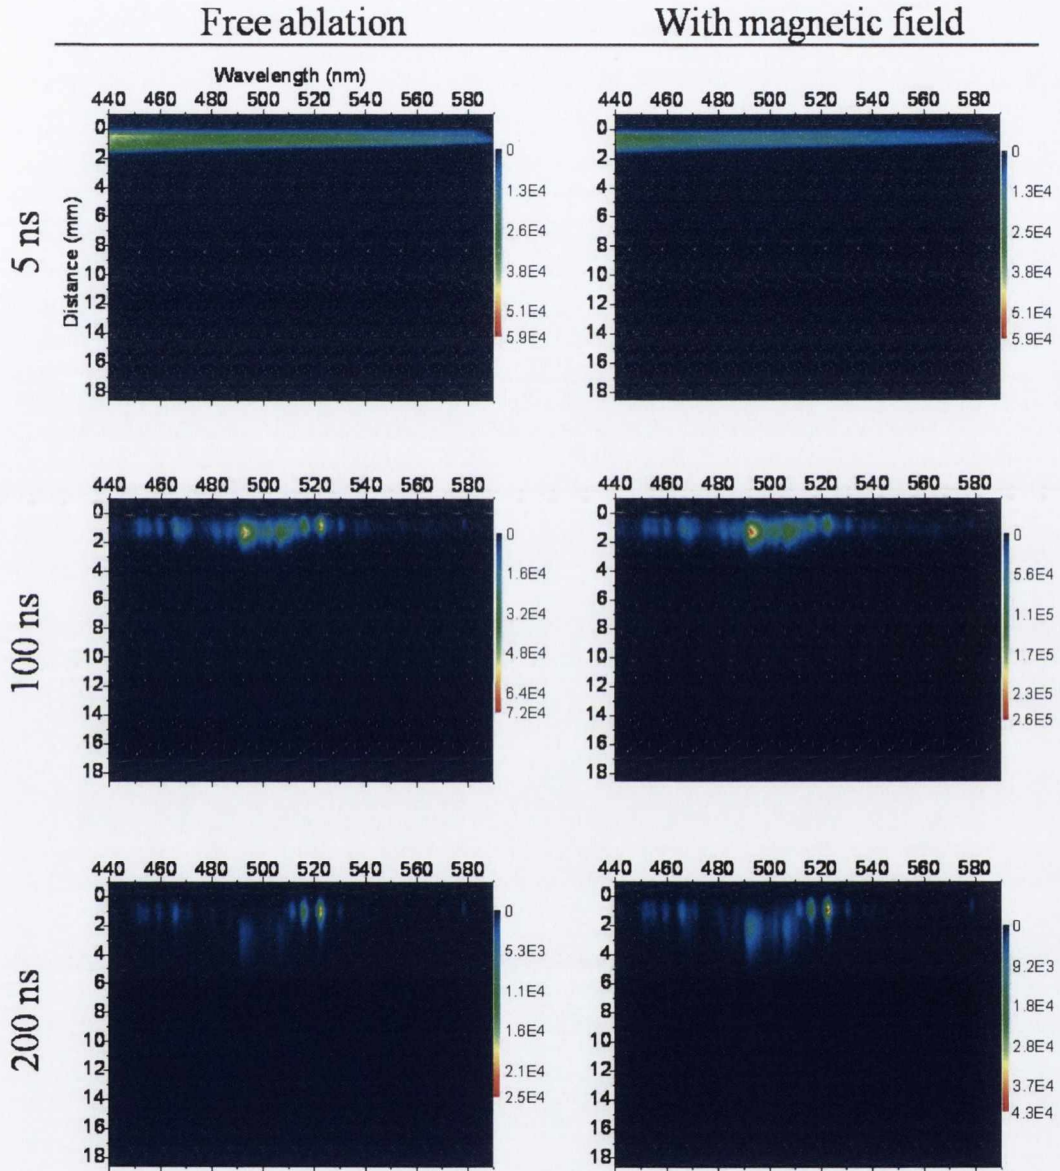 Free ablation With magnetic field
Wavelength (nm)
440 460 480 500 520 540 560 580
440 460 480 500 520 540 560 580
5 ns
Distance (mm)
0
2
4
6
8
10
12
14
16
18
0
1.3E4
2.6E4
3.8E4
5.1E4
5.9E4
0
2
4
6
8
10
12
14
16
18
0
1.3E4
2.5E4
3.8E4
5.1E4
5.9E4
440 460 480 500 520 540 560 580
440 460 480 500 520 540 560 580
100 ns
0
2
4
6
8
10
12
14
16
18
0
1.6E4
3.2E4
4.8E4
6.4E4
7.2E4
0
2
4
6
8
10
12
14
16
18
0
5.6E4
1.1E5
1.7E5
2.3E5
2.6E5
440 460 480 500 520 540 560 580
440 460 480 500 520 540 560 580
200 ns
0
2
4
6
8
10
12
14
16
18
0
5.3E3
1.1E4
1.6E4
2.1E4
2.5E4
0
2
4
6
8
10
12
14
16
18
0
9.2E3
1.8E4
2.8E4
3.7E4
4.3E4